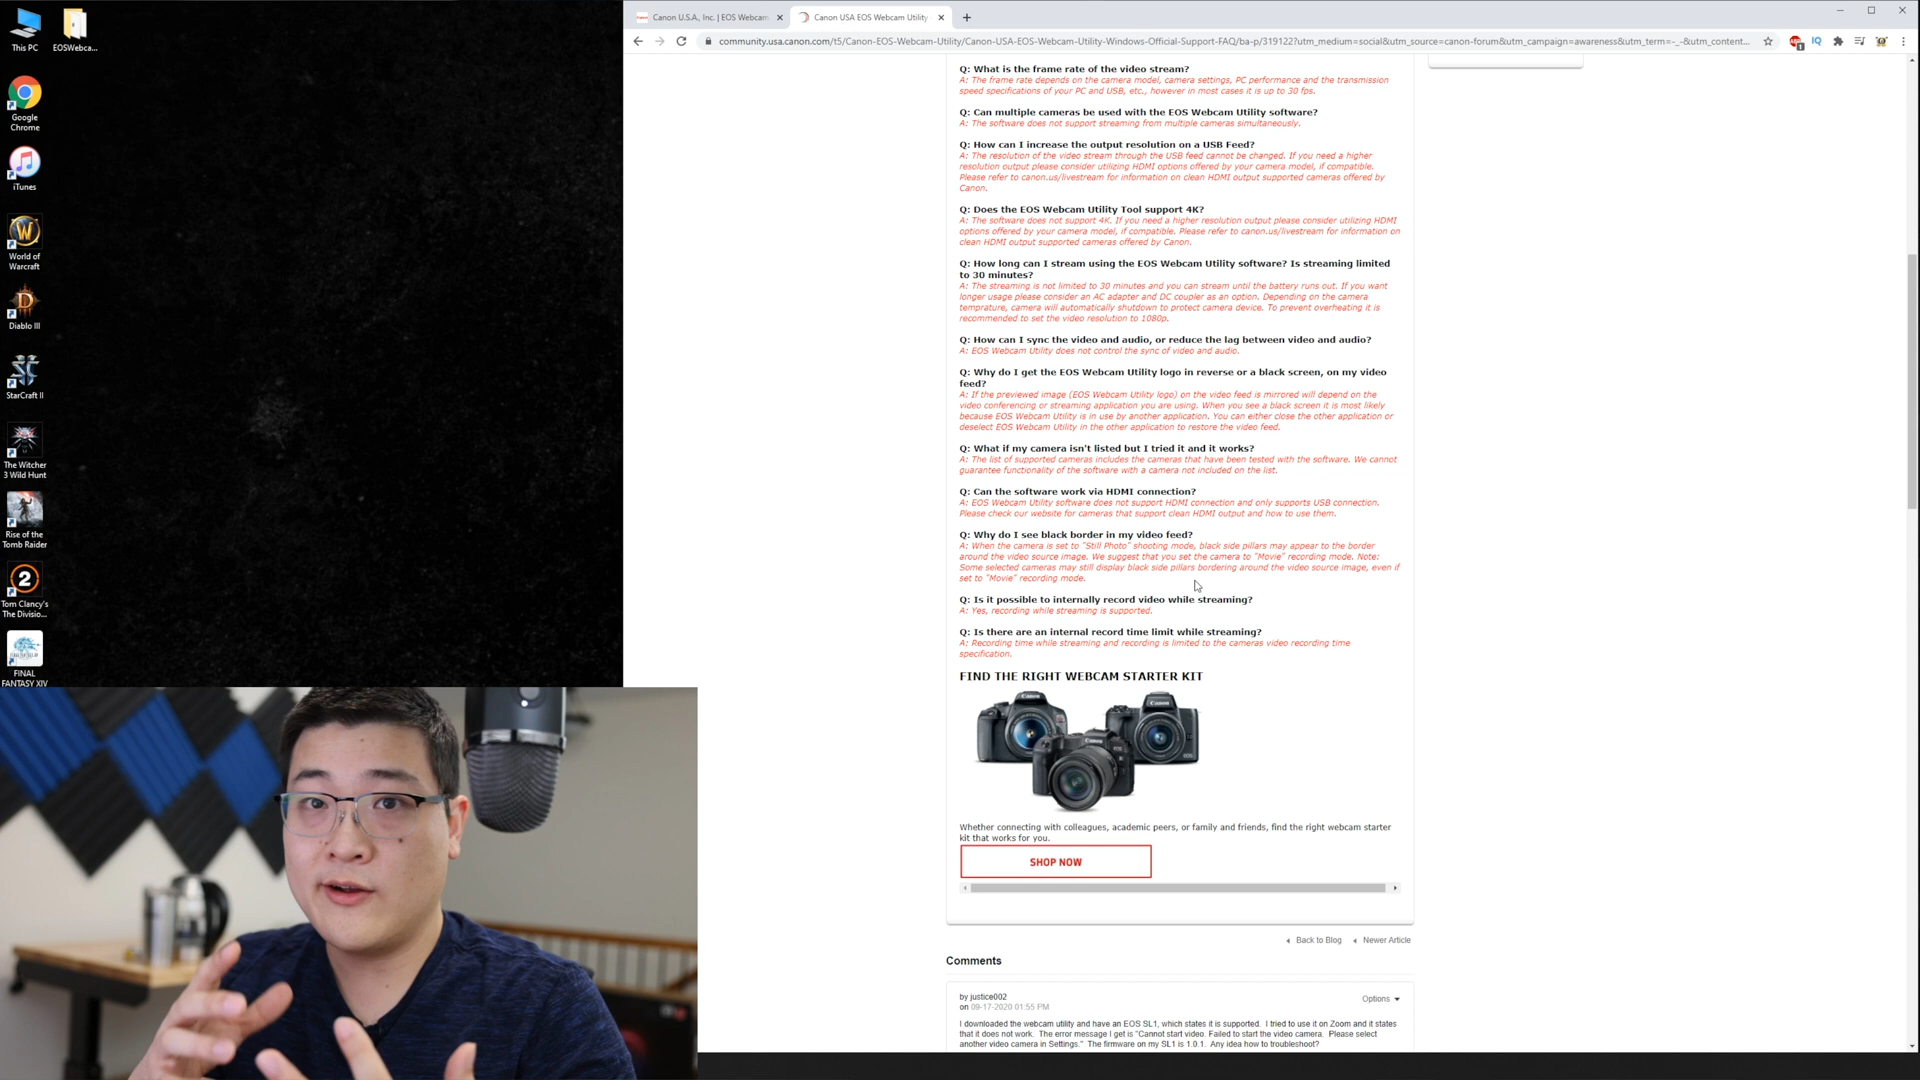 This PC
EOSWebca...
Google
Chrome
iTunes
World of
Warcraft
Diablo III
StarCraft II
The Witcher
3 Wild Hunt
Rise of the
Tomb Raider
Tom Clancy's
The Divisio...
FINAL
FANTASY XIV
Canon U.S.A., Inc. | EOS Webcam
Canon USA EOS Webcam Utility
community.usa.canon.com/t5/Canon-EOS-Webcam-Utility/Canon-USA-EOS-Webcam-Utility-Windows-Official-Support-FAQ/ba-p/319122?utm_medium=social&utm_source=canon-forum&utm_campaign=awareness&utm_term=-_-&utm_content...
Q: What is the frame rate of the video stream?
A: The frame rate depends on the camera model, camera settings, PC performance and the transmission
speed specifications of your PC and USB, etc., however in most cases it is up to 30 fps.
Q: Can multiple cameras be used with the EOS Webcam Utility software?
A: The software does not support streaming from multiple cameras simultaneously.
Q: How can I increase the output resolution on a USB Feed?
A: The resolution of the video stream through the USB feed cannot be changed. If you need a higher
resolution output please consider utilizing HDMI options offered by your camera model, if compatible.
Please refer to canon.us/livestream for information on clean HDMI output supported cameras offered by
Canon.
Q: Does the EOS Webcam Utility Tool support 4K?
A: The software does not support 4K. If you need a higher resolution output please consider utilizing HDMI
options offered by your camera model, if compatible. Please refer to canon.us/livestream for information on
clean HDMI output supported cameras offered by Canon.
Q: How long can I stream using the EOS Webcam Utility software? Is streaming limited
to 30 minutes?
A: The streaming is not limited to 30 minutes and you can stream until the battery runs out. If you want
longer usage please consider an AC adapter and DC coupler as an option. Depending on the camera
temprature, camera will automatically shutdown to protect camera device. To prevent overheating it is
recommended to set the video resolution to 1080p.
Q: How can I sync the video and audio, or reduce the lag between video and audio?
A: EOS Webcam Utility does not control the sync of video and audio.
Q: Why do I get the EOS Webcam Utility logo in reverse or a black screen, on my video
feed?
A: If the previewed image (EOS Webcam Utility logo) on the video feed is mirrored will depend on the
video conferencing or streaming application you are using. When you see a black screen it is most likely
because EOS Webcam Utility is in use by another application. You can either close the other application or
deselect EOS Webcam Utility in the other application to restore the video feed.
Q: What if my camera isn't listed but I tried it and it works?
A: The list of supported cameras includes the cameras that have been tested with the software. We cannot
guarantee functionality of the software with a camera not included on the list.
Q: Can the software work via HDMI connection?
A: EOS Webcam Utility software does not support HDMI connection and only supports USB connection.
Please check our website for cameras that support clean HDMI output and how to use them.
Q: Why do I see black border in my video feed?
A: When the camera is set to "Still Photo" shooting mode, black side pillars may appear to the border
around the video source image. We suggest that you set the camera to "Movie" recording mode. Note:
Some selected cameras may still display black side pillars bordering around the video source image, even if
set to "Movie" recording mode.
Q: Is it possible to internally record video while streaming?
A: Yes, recording while streaming is supported.
Q: Is there are an internal record time limit while streaming?
A: Recording time while streaming and recording is limited to the cameras video recording time
specification.
FIND THE RIGHT WEBCAM STARTER KIT
Whether connecting with colleagues, academic peers, or family and friends, find the right webcam starter
kit that works for you.
SHOP NOW
Back to Blog
Newer Article
Comments
by justice002
on 09-17-2020 01:55 PM
Options
I downloaded the webcam utility and have an EOS SL1, which states it is supported. I tried to use it on Zoom and it states
that it does not work. The error message I get is "Cannot start video. Failed to start the video camera. Please select
another video camera in Settings." The firmware on my SL1 is 1.0.1. Any idea how to troubleshoot?